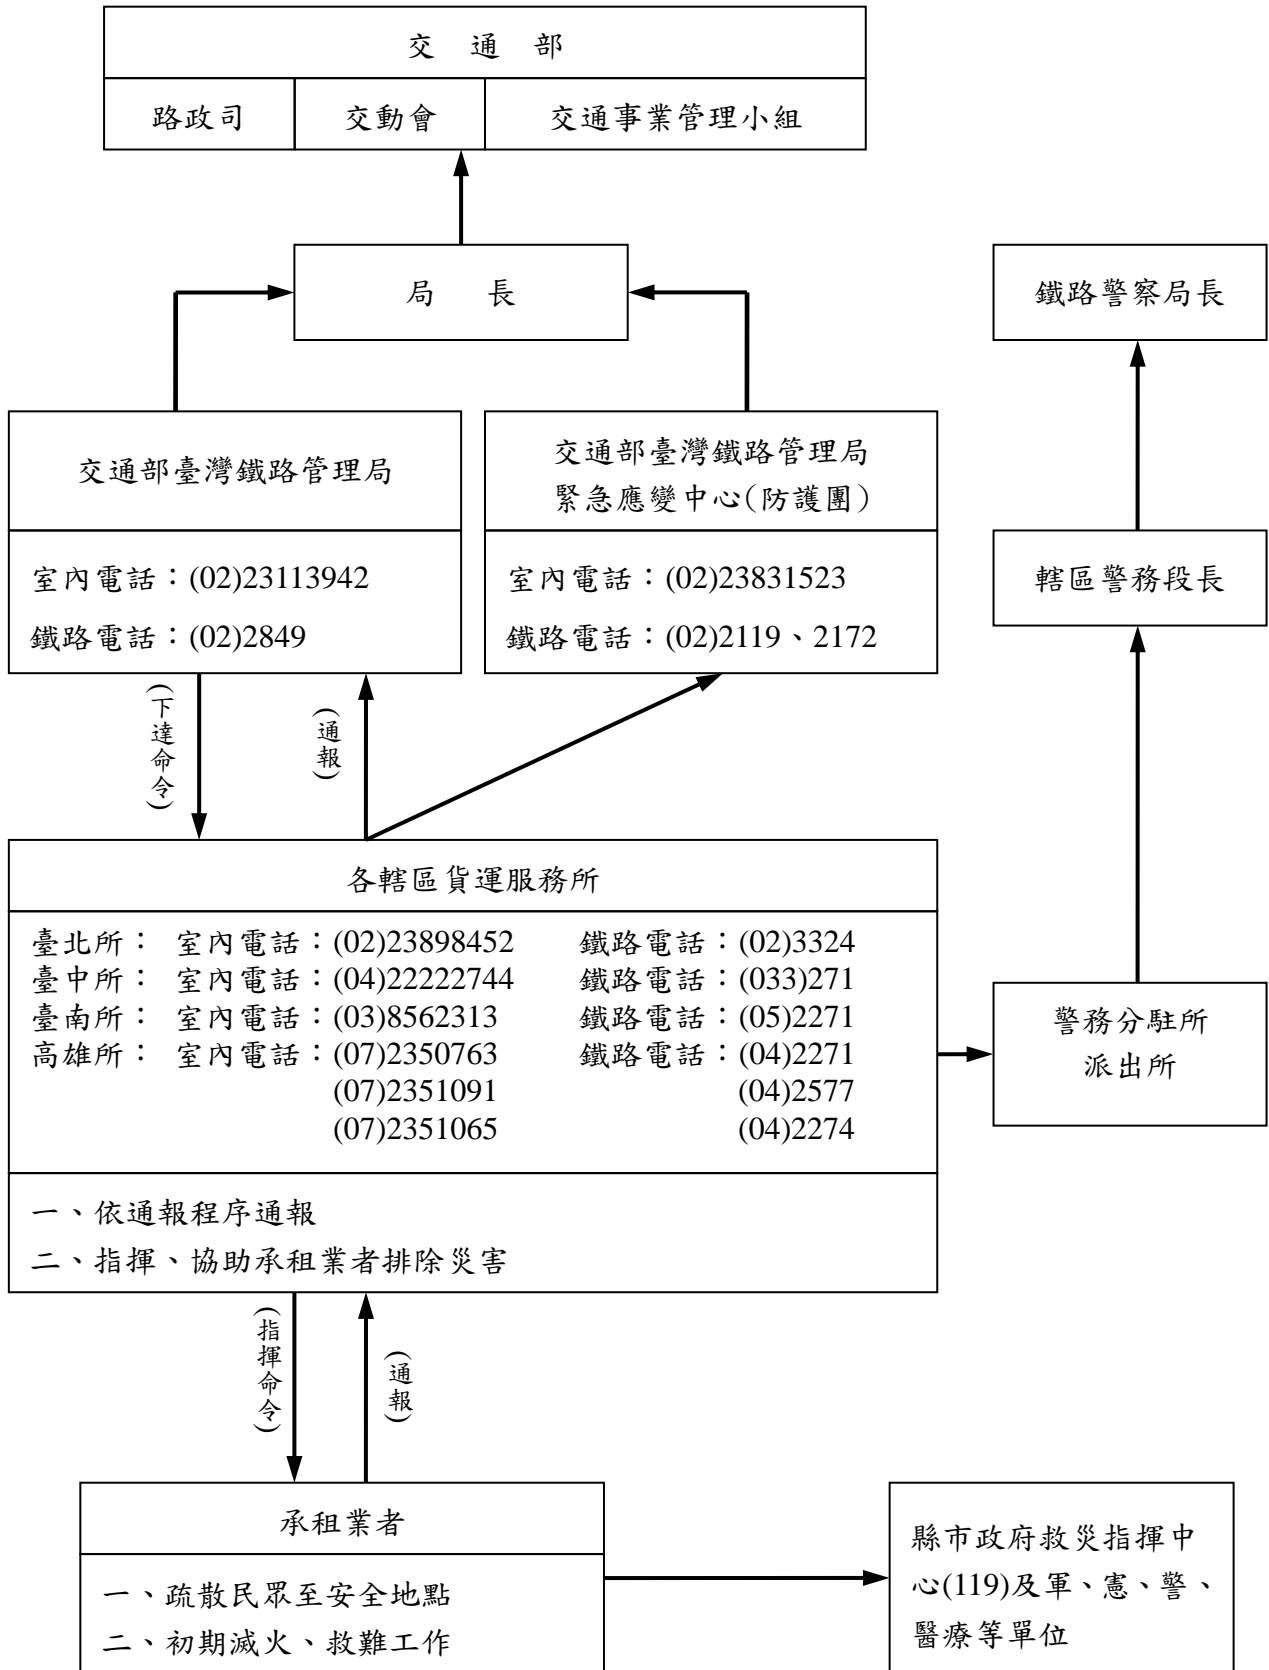 交通部
路政司 交動會 交通事業管理小組
局長
鐵路警察局長
交通部臺灣鐵路管理局
室內電話：(02)23113942
鐵路電話：(02)2849
交通部臺灣鐵路管理局
緊急應變中心(防護團)
室內電話：(02)23831523
鐵路電話：(02)2119、2172
轄區警務段長
(下達命令)
(通報)
各轄區貨運服務所
臺北所： 室內電話：(02)23898452 鐵路電話：(02)3324
臺中所： 室內電話：(04)22222744 鐵路電話：(033)271
臺南所： 室內電話：(03)8562313 鐵路電話：(05)2271
高雄所： 室內電話：(07)2350763 鐵路電話：(04)2271
(07)2351091 (04)2577
(07)2351065 (04)2274
一、依通報程序通報
二、指揮、協助承租業者排除災害
警務分駐所
派出所
(指揮命令)
(通報)
承租業者
一、疏散民眾至安全地點
二、初期滅火、救難工作
縣市政府救災指揮中
心(119)及軍、憲、警、
醫療等單位